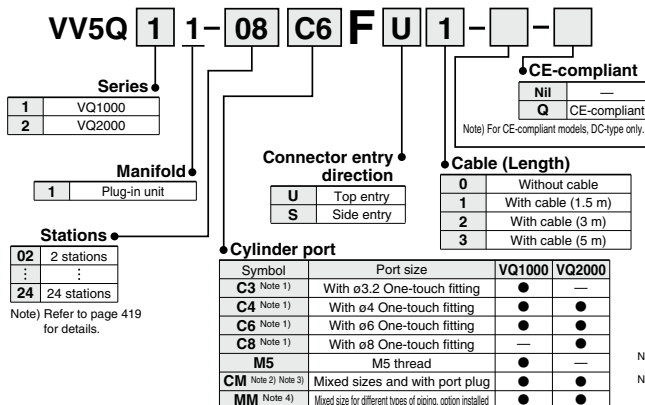 VV5Q 1 1 - 08 C6 F U 1 - -
Series
1 VQ1000
2 VQ2000
Manifold
1 Plug-in unit
Stations
02 2 stations
⋮ ⋮
24 24 stations
Note) Refer to page 419
for details.
Connector entry
direction
U Top entry
S Side entry
CE-compliant
Nil —
Q CE-compliant
Note) For CE-compliant models, DC-type only.
Cable (Length)
0 Without cable
1 With cable (1.5 m)
2 With cable (3 m)
3 With cable (5 m)
Cylinder port
Symbol Port size VQ1000 VQ2000
C3 Note 1) With ø3.2 One-touch fitting ● —
C4 Note 1) With ø4 One-touch fitting ● ●
C6 Note 1) With ø6 One-touch fitting ● ●
C8 Note 1) With ø8 One-touch fitting — ●
M5 M5 thread ● —
CM Note 2) Note 3) Mixed sizes and with port plug ● ●
MM Note 4) Mixed size for different types of piping, option installed ● ●
N
N